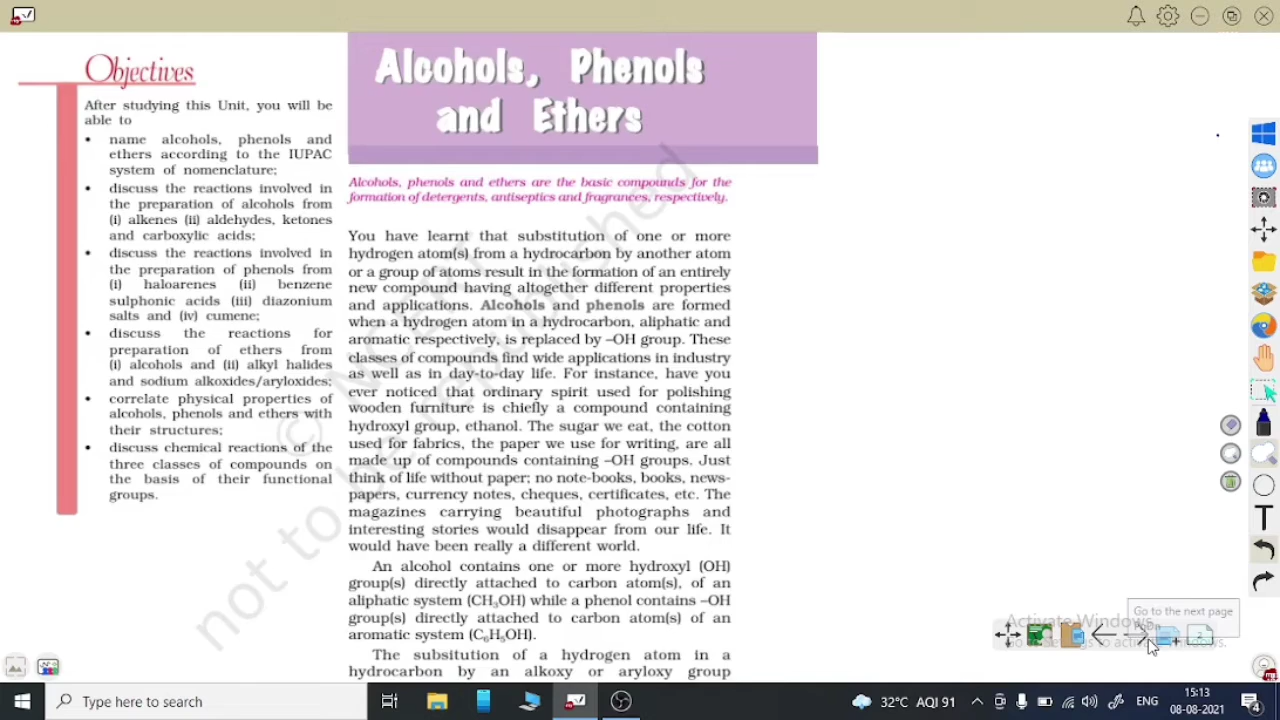 Objectives
After studying this Unit, you will be
able to
• name alcohols, phenols and
ethers according to the IUPAC
system of nomenclature;
• discuss the reactions involved in
the preparation of alcohols from
(i) alkenes (ii) aldehydes, ketones
and carboxylic acids;
• discuss the reactions involved in
the preparation of phenols from
(i) haloarenes (ii) benzene
sulphonic acids (iii) diazonium
salts and (iv) cumene;
• discuss the reactions for
preparation of ethers from
(i) alcohols and (ii) alkyl halides
and sodium alkoxides/aryloxides;
• correlate physical properties of
alcohols, phenols and ethers with
their structures;
• discuss chemical reactions of the
three classes of compounds on
the basis of their functional
groups.
Alcohols, Phenols
and Ethers
Alcohols, phenols and ethers are the basic compounds for the
formation of detergents, antiseptics and fragrances, respectively.
You have learnt that substitution of one or more
hydrogen atom(s) from a hydrocarbon by another atom
or a group of atoms result in the formation of an entirely
new compound having altogether different properties
and applications. Alcohols and phenols are formed
when a hydrogen atom in a hydrocarbon, aliphatic and
aromatic respectively, is replaced by –OH group. These
classes of compounds find wide applications in industry
as well as in day-to-day life. For instance, have you
ever noticed that ordinary spirit used for polishing
wooden furniture is chiefly a compound containing
hydroxyl group, ethanol. The sugar we eat, the cotton
used for fabrics, the paper we use for writing, are all
made up of compounds containing –OH groups. Just
think of life without paper; no note-books, books, news-
papers, currency notes, cheques, certificates, etc. The
magazines carrying beautiful photographs and
interesting stories would disappear from our life. It
would have been really a different world.
An alcohol contains one or more hydroxyl (OH)
group(s) directly attached to carbon atom(s), of an
aliphatic system (CH₃OH) while a phenol contains –OH
group(s) directly attached to carbon atom(s) of an
aromatic system (C₆H₅OH).
The subsitution of a hydrogen atom in a
hydrocarbon by an alkoxy or aryloxy group
© NCERT
not to be republished
T
Go to the next page
Activate Windows
Type here to search
32°C AQI 91
ENG
15:13
08-08-2021
4